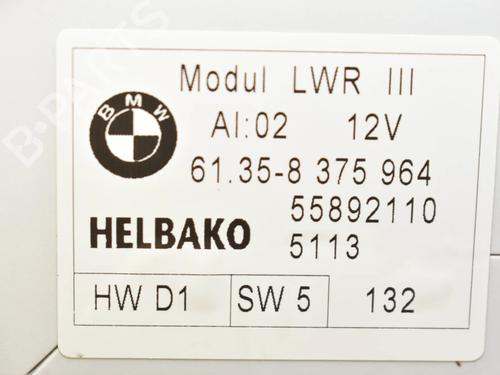 Modul LWR III
BMW
AI:02 12V
61.35-8 375 964
55892110
HELBAKO 5113
HW D1 SW 5 132
B-PARTS